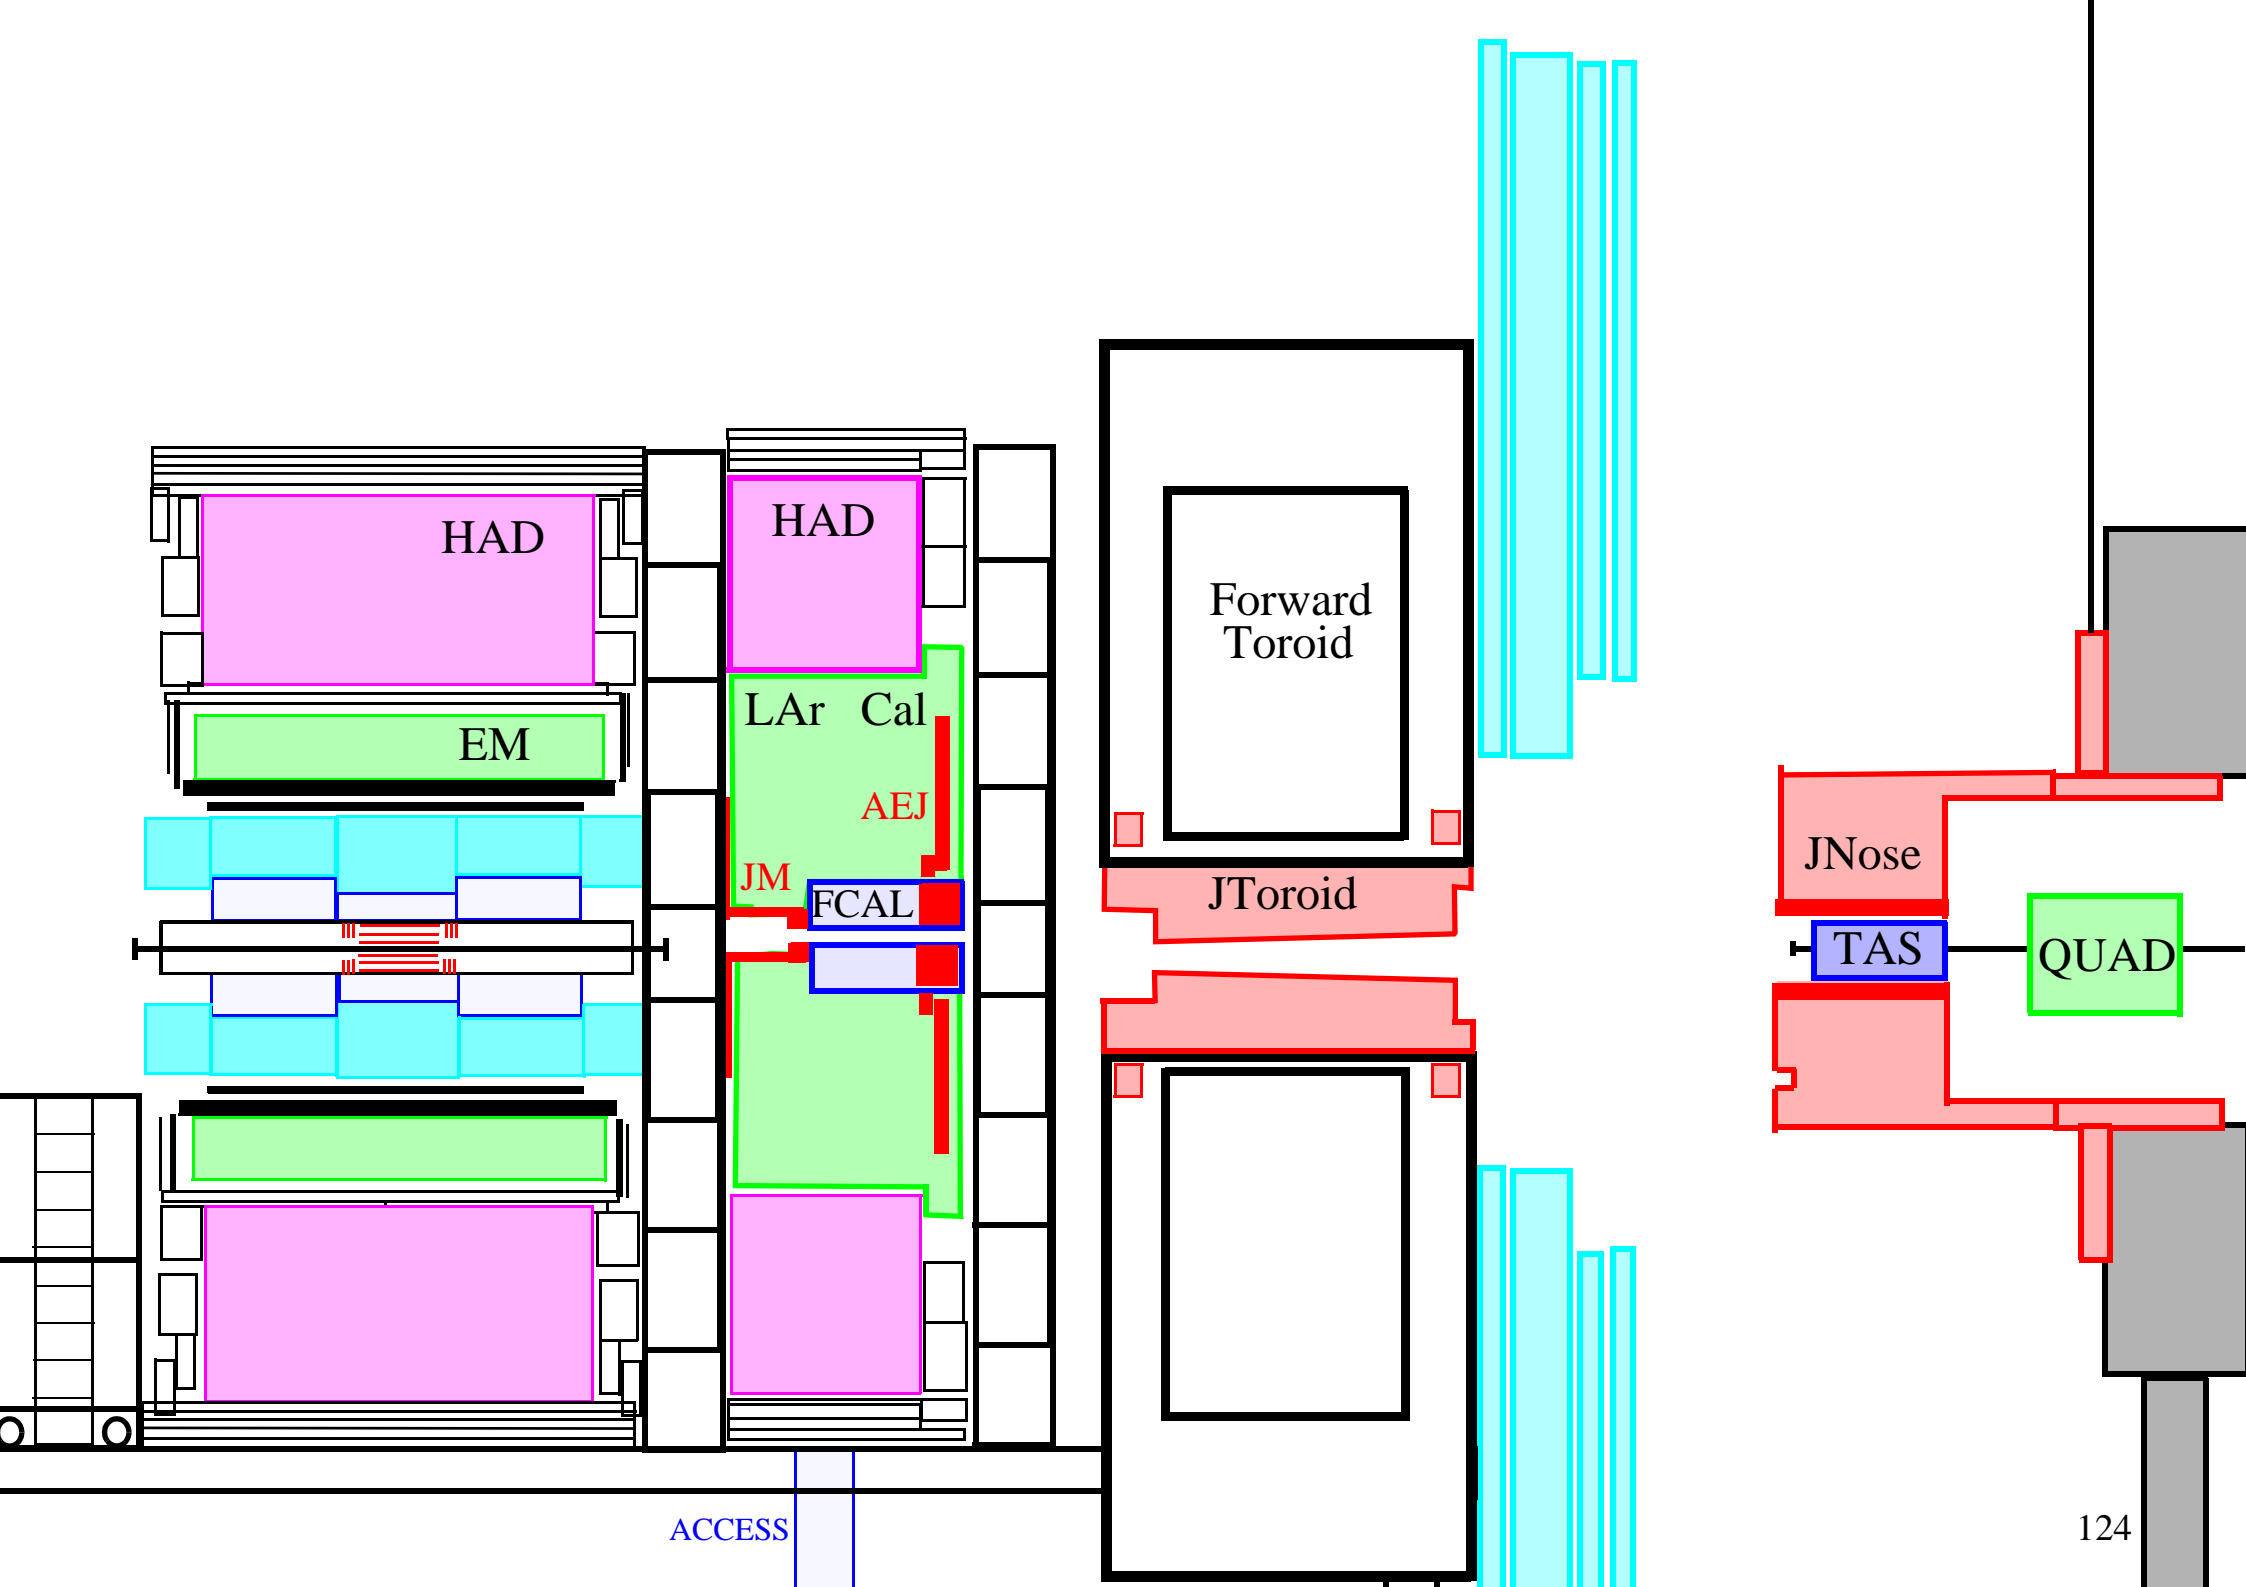 HAD
HAD
Forward
Toroid
LAr Cal
EM
AEJ
JM
FCAL
JToroid
JNose
TAS
QUAD
ACCESS
124